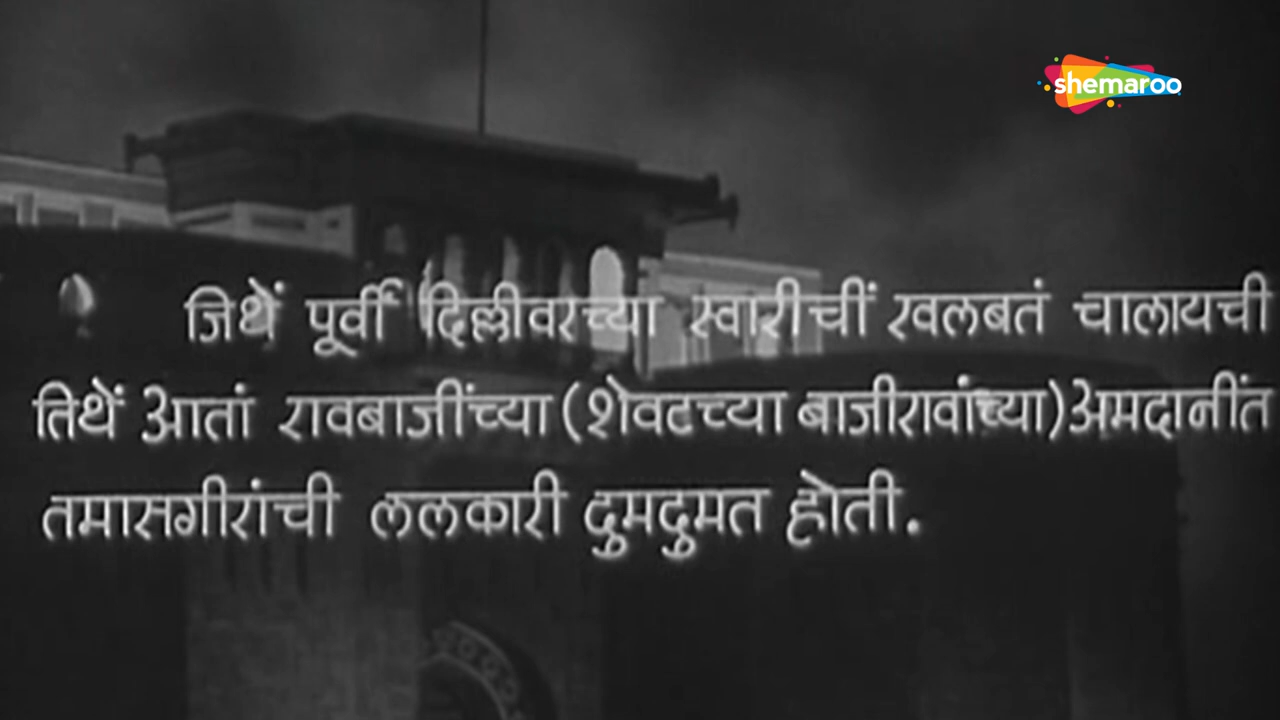 shemaroo
जिथें पूर्वी दिल्लीवरच्या स्वारीचीं खलबतं चालायची
तिथें आतां रावबाजींच्या (शेवटच्या बाजीरावांच्या) अमदानींत
तमासगीरांची ललकारी दुमदुमत होती.